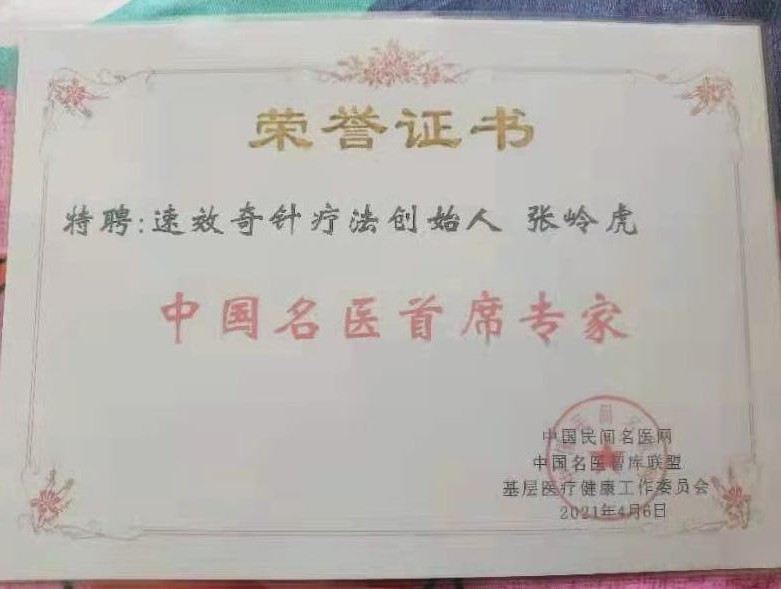 荣誉证书
特聘:速效奇针疗法创始人 张岭虎
中国名医首席专家
中国民间名医网
中国名医智库联盟
基层医疗健康工作委员会
2021年4月6日